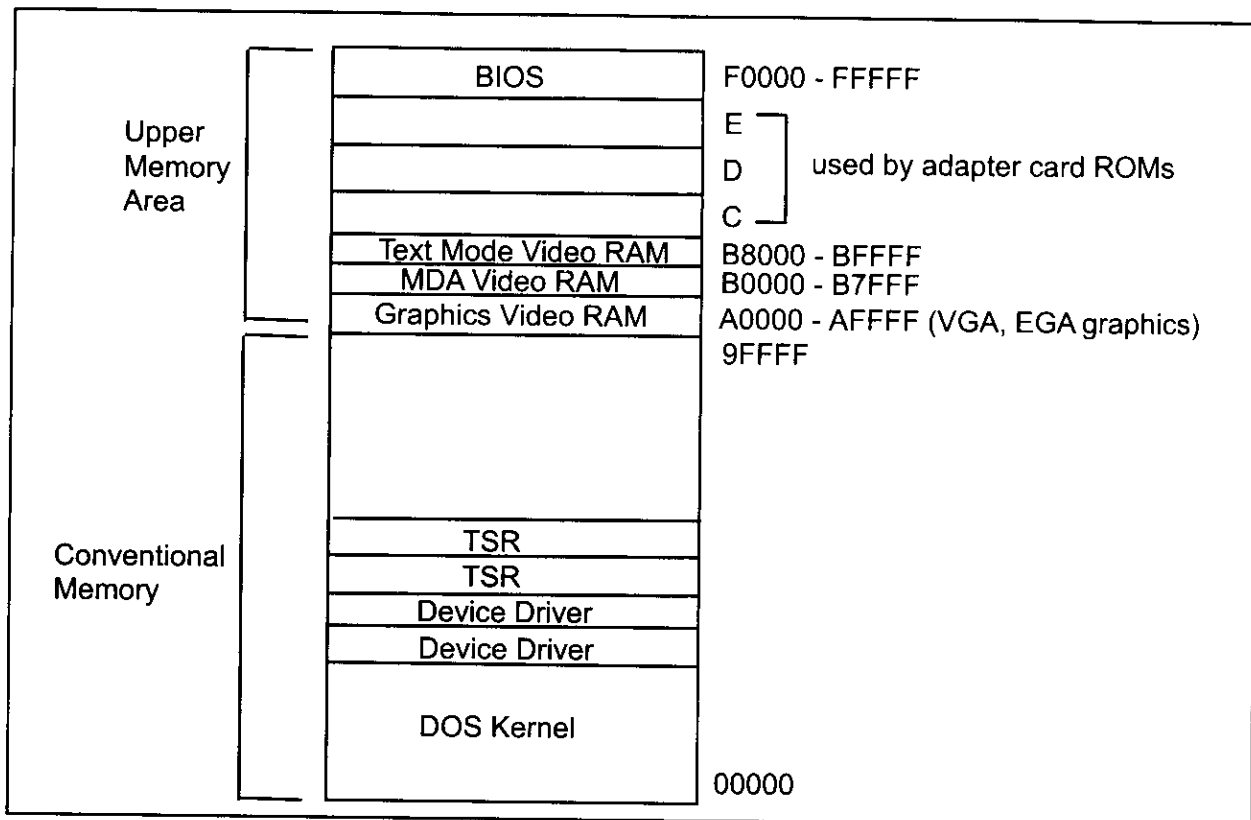 BIOS
F0000 - FFFFF
Upper
Memory
Area
E
D
C
used by adapter card ROMs
Text Mode Video RAM
B8000 - BFFFF
MDA Video RAM
B0000 - B7FFF
Graphics Video RAM
A0000 - AFFFF (VGA, EGA graphics)
9FFFF
Conventional
Memory
TSR
TSR
Device Driver
Device Driver
DOS Kernel
00000